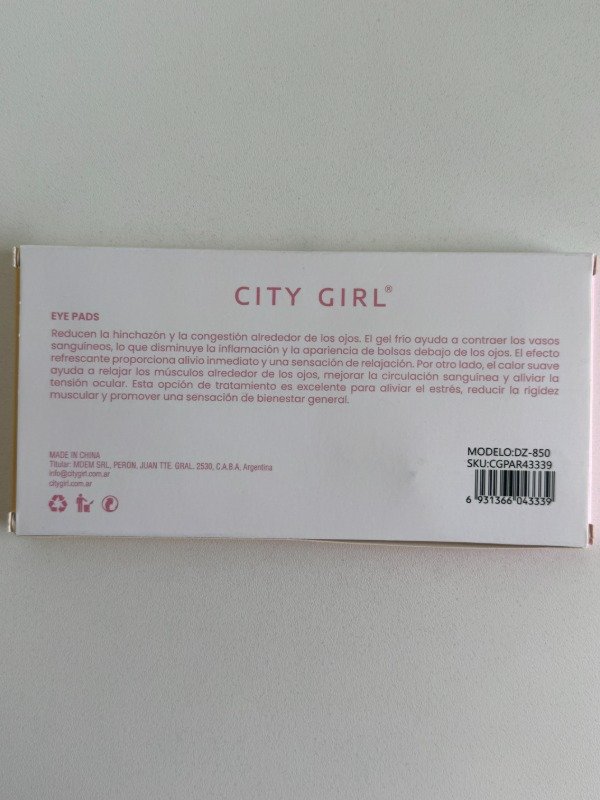 CITY GIRL®
EYE PADS
Reducen la hinchazón y la congestión alrededor de los ojos. El gel frío ayuda a contraer los vasos
sanguíneos, lo que disminuye la inflamación y la apariencia de bolsas debajo de los ojos. El efecto
refrescante proporciona alivio inmediato y una sensación de relajación. Por otro lado, el calor suave
ayuda a relajar los músculos alrededor de los ojos, mejorar la circulación sanguínea y aliviar la
tensión ocular. Esta opción de tratamiento es excelente para aliviar el estrés, reducir la rigidez
muscular y promover una sensación de bienestar general.
MADE IN CHINA
Titular: MDEM SRL, PERON, JUAN TTE. GRAL. 2530, C.A.B.A, Argentina
info@citygirl.com.ar
citygirl.com.ar
MODELO:DZ-850
SKU:CGPAR43339
6 931366 043339